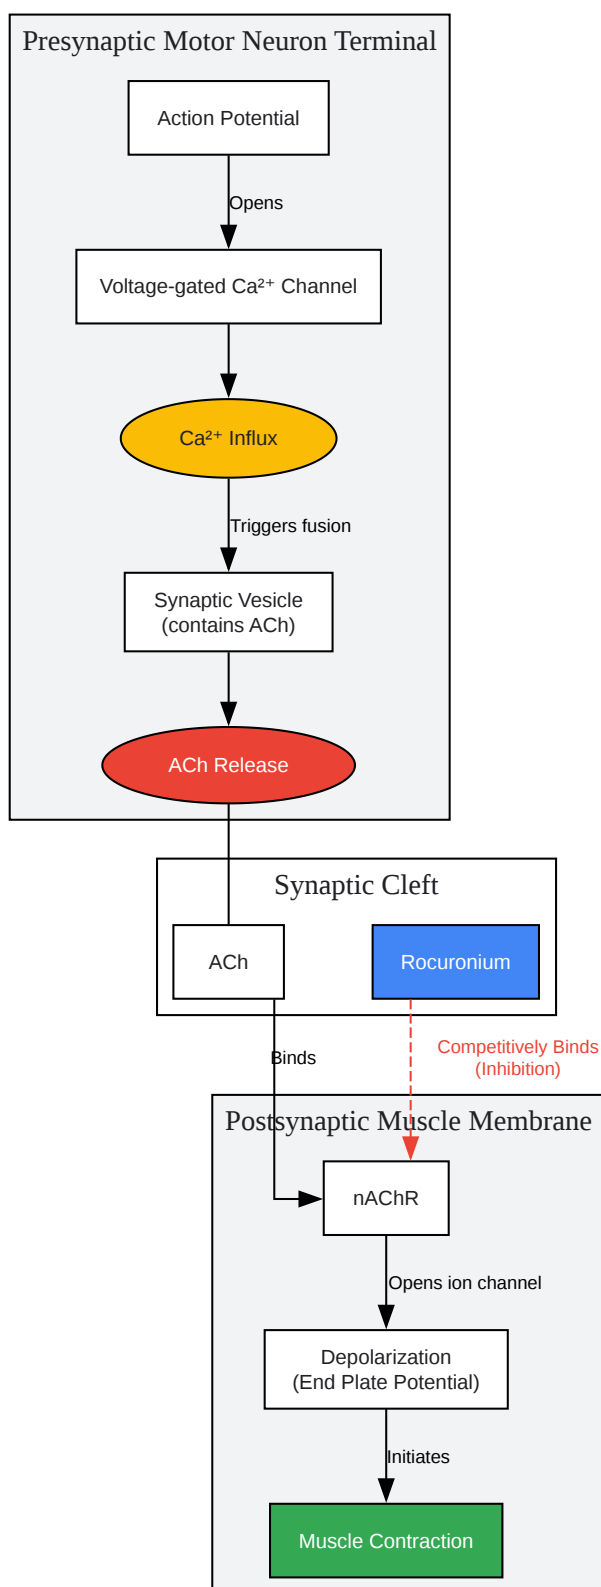 Presynaptic Motor Neuron Terminal
Action Potential
Opens
Voltage-gated Ca²⁺ Channel
Ca²⁺ Influx
Triggers fusion
Synaptic Vesicle
(contains ACh)
ACh Release
Synaptic Cleft
ACh
Rocuronium
Binds
Competitively Binds
(Inhibition)
Postsynaptic Muscle Membrane
nAChR
Opens ion channel
Depolarization
(End Plate Potential)
Initiates
Muscle Contraction